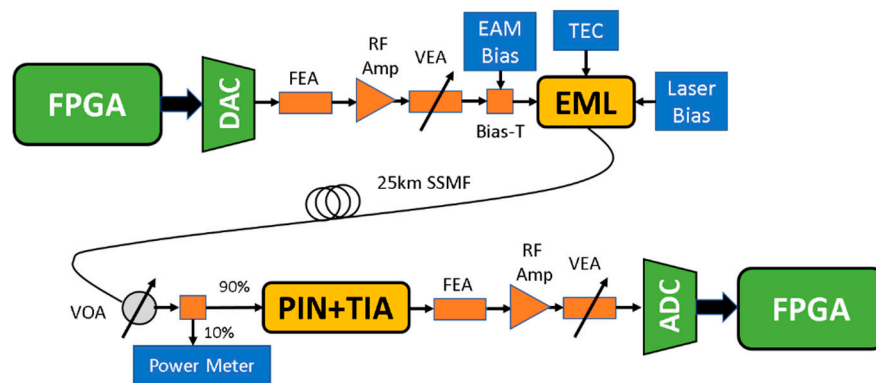 FPGA
DAC
FEA
RF
Amp
VEA
EAM
Bias
Bias-T
TEC
EML
Laser
Bias
25km SSMF
VOA
90%
10%
Power Meter
PIN+TIA
FEA
RF
Amp
VEA
ADC
FPGA